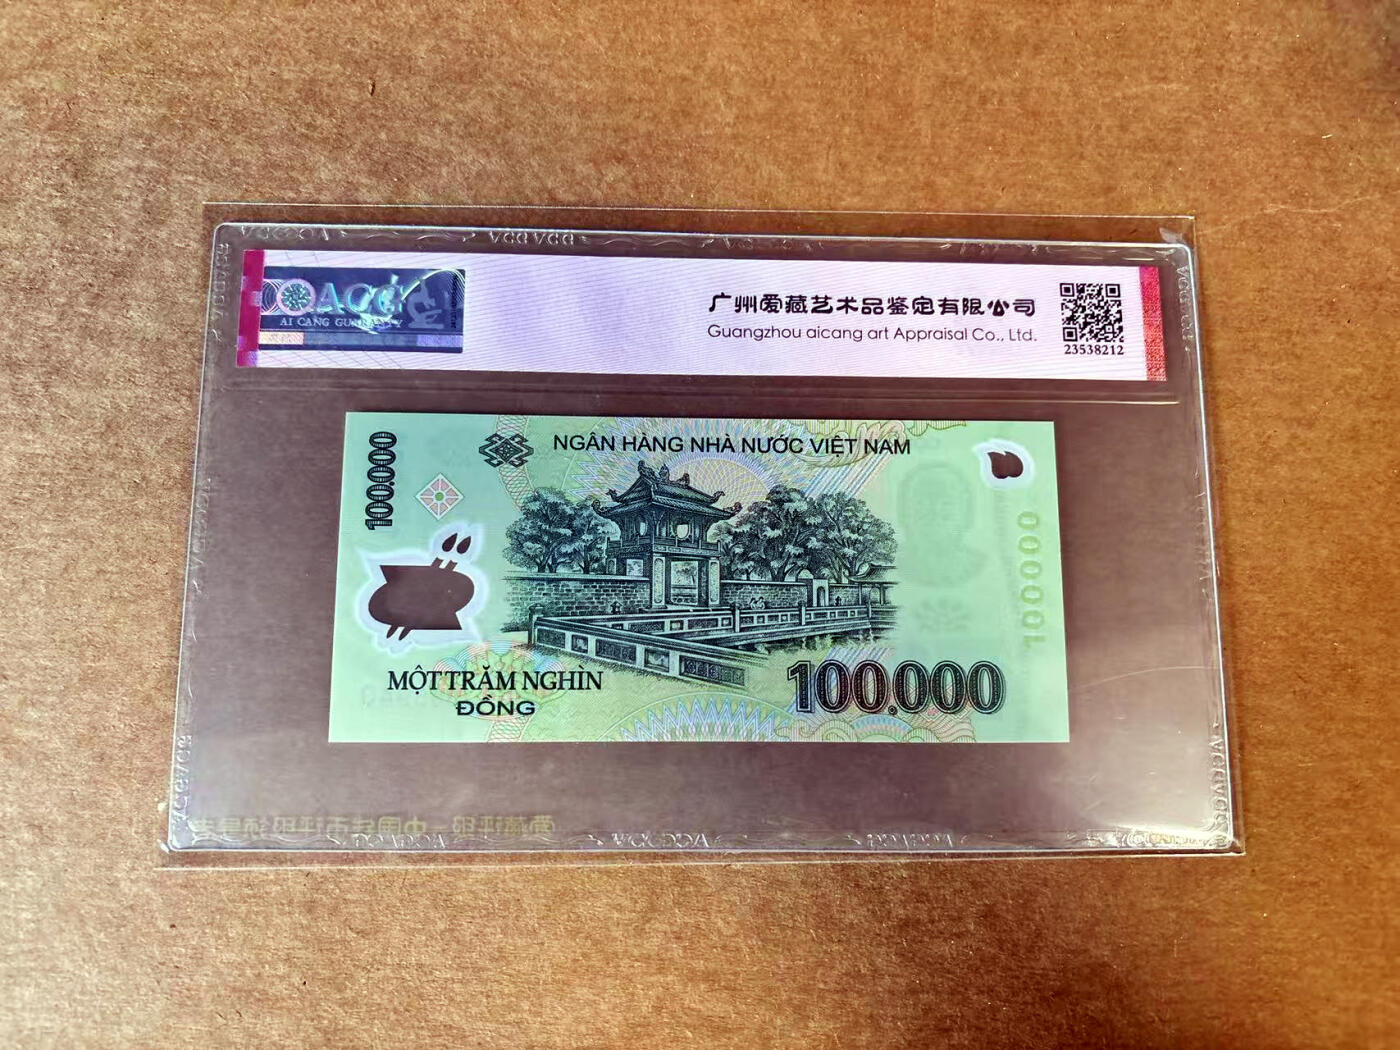 ACG
AI CANG GUARANTY
广州爱藏艺术品鉴定有限公司
Guangzhou aicang art Appraisal Co., Ltd.
23538212
100.000
NGÂN HÀNG NHÀ NƯỚC VIỆT NAM
100000
MỘT TRĂM NGHÌN
ĐỒNG
100.000